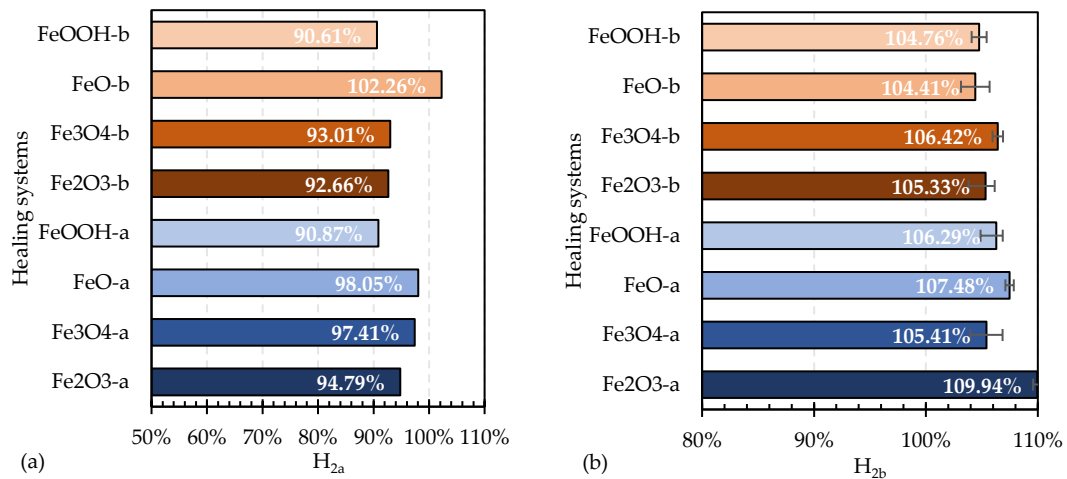 FeOOH-b
90.61%
FeO-b
102.26%
Fe3O4-b
93.01%
Fe2O3-b
92.66%
FeOOH-a
90.87%
FeO-a
98.05%
Fe3O4-a
97.41%
Fe2O3-a
94.79%
Healing systems
50% 60% 70% 80% 90% 100% 110%
(a)
H2a
FeOOH-b
104.76%
FeO-b
104.41%
Fe3O4-b
106.42%
Fe2O3-b
105.33%
FeOOH-a
106.29%
FeO-a
107.48%
Fe3O4-a
105.41%
Fe2O3-a
109.94%
Healing systems
80% 90% 100% 110%
(b)
H2b